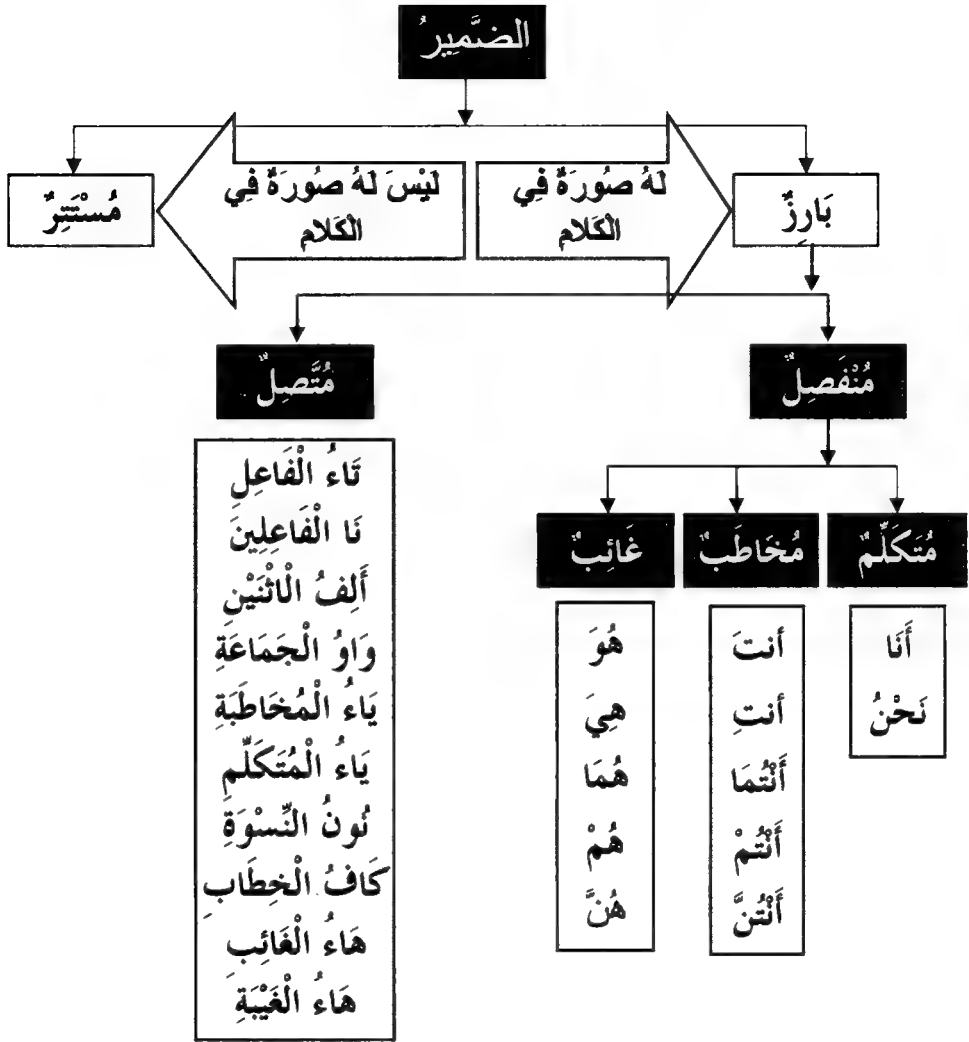 الضَّمِيرُ
بَارِزٌ
لَهُ صُورَةٌ فِي
الْكَلَام
لَيْسَ لَهُ صُورَةٌ فِي
الْكَلَام
مُسْتَتِرٌ
مُنْفَصِلٌ
مُتَّصِلٌ
مُتَكَلِّمٌ
مُخَاطَبٌ
غَائِبٌ
أَنَا
نَحْنُ
أنتَ
أنتِ
أَنْتُمَا
أَنْتُمْ
أَنْتُنَّ
هُوَ
هِيَ
هُمَا
هُمْ
هُنَّ
تَاءُ الْفَاعِلِ
نَا الْفَاعِلِينَ
أَلِفُ الْاثْنَيْنِ
وَاوُ الْجَمَاعَةِ
يَاءُ الْمُخَاطَبَةِ
يَاءُ الْمُتَكَلِّمِ
نُونُ النِّسْوَةِ
كَافُ الْخِطَابِ
هَاءُ الْغَائِبِ
هَاءُ الْغَيْبَةِ